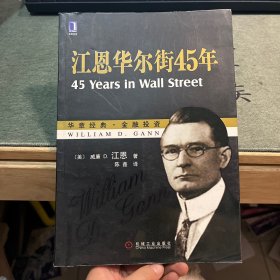 江恩华尔街45年
45 Years in Wall Street
华章经典·金融投资
WILLIAM D. GANN
[美] 威廉 D. 江恩 著
陈鑫 译
William
D. Gann
机械工业出版社